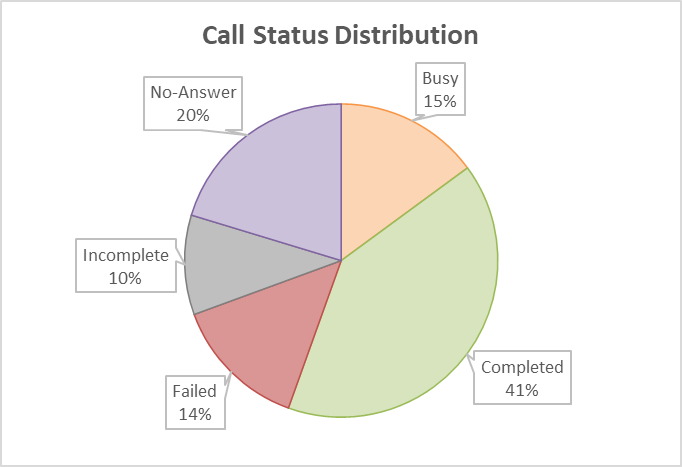 Call Status Distribution
Busy
15%
Completed
41%
Failed
14%
Incomplete
10%
No-Answer
20%